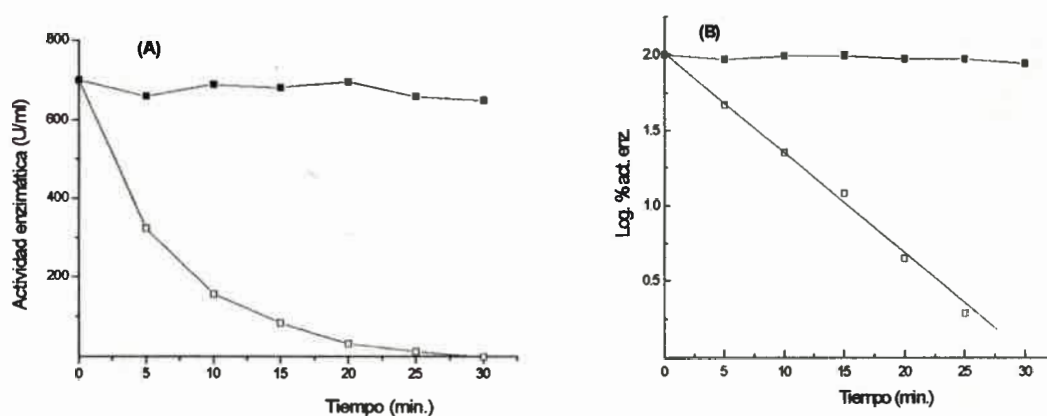 (A)
Actividad enzimática (U/ml)
800
600
400
200
0 5 10 15 20 25 30
Tiempo (min.)
(B)
Log. % act. enz.
2.0
1.5
1.0
0.5
0 5 10 15 20 25 30
Tiempo (min.)